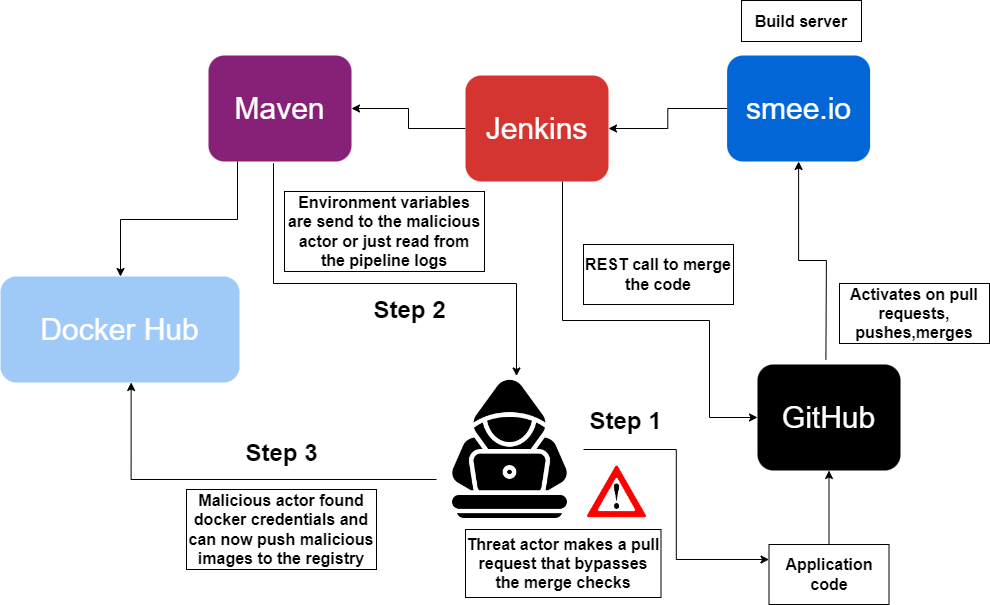 Build server
Maven
Jenkins
smee.io
Environment variables
are send to the malicious
actor or just read from
the pipeline logs
REST call to merge
the code
Activates on pull
requests,
pushes,merges
Step 2
Docker Hub
GitHub
Step 1
Step 3
Malicious actor found
docker credentials and
can now push malicious
images to the registry
Threat actor makes a pull
request that bypasses
the merge checks
Application
code